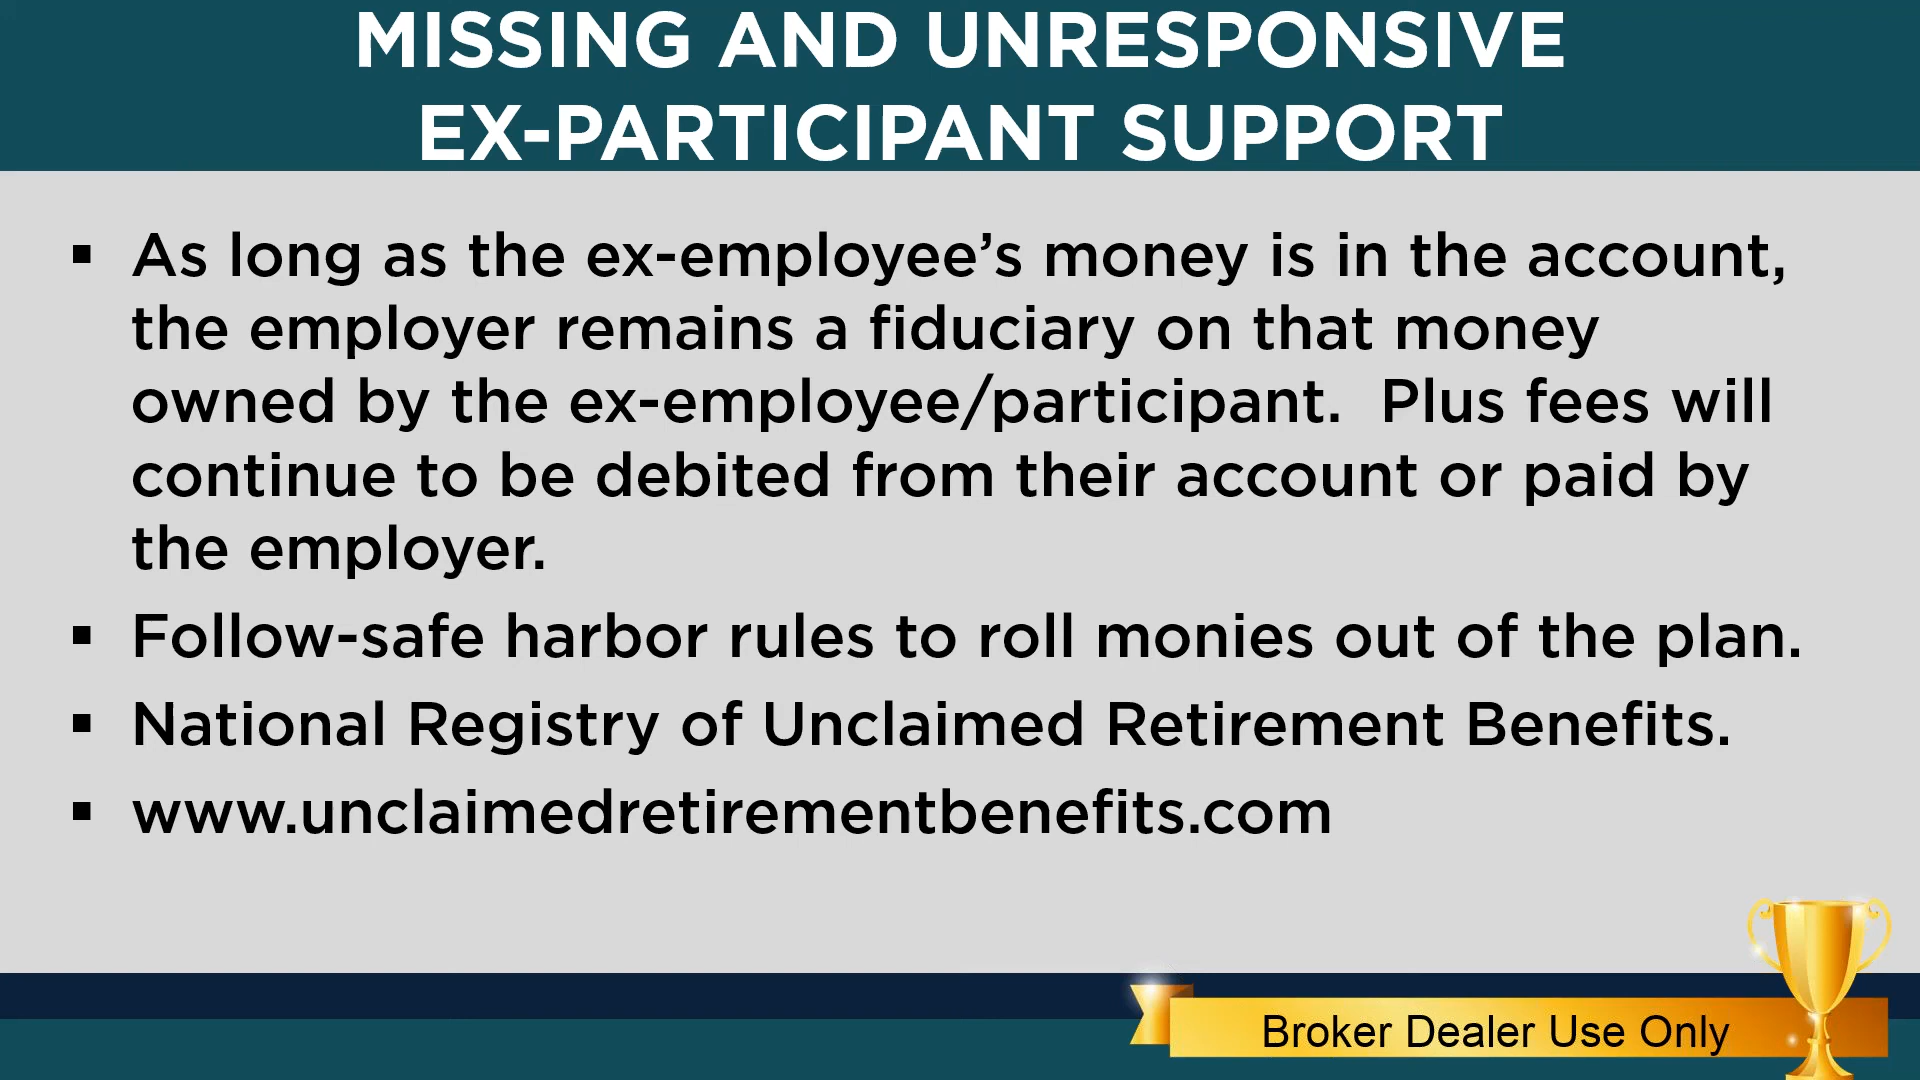 MISSING AND UNRESPONSIVE
EX-PARTICIPANT SUPPORT
▪ As long as the ex-employee’s money is in the account,
the employer remains a fiduciary on that money
owned by the ex-employee/participant.  Plus fees will
continue to be debited from their account or paid by
the employer.
▪ Follow-safe harbor rules to roll monies out of the plan.
▪ National Registry of Unclaimed Retirement Benefits.
▪ www.unclaimedretirementbenefits.com
Broker Dealer Use Only